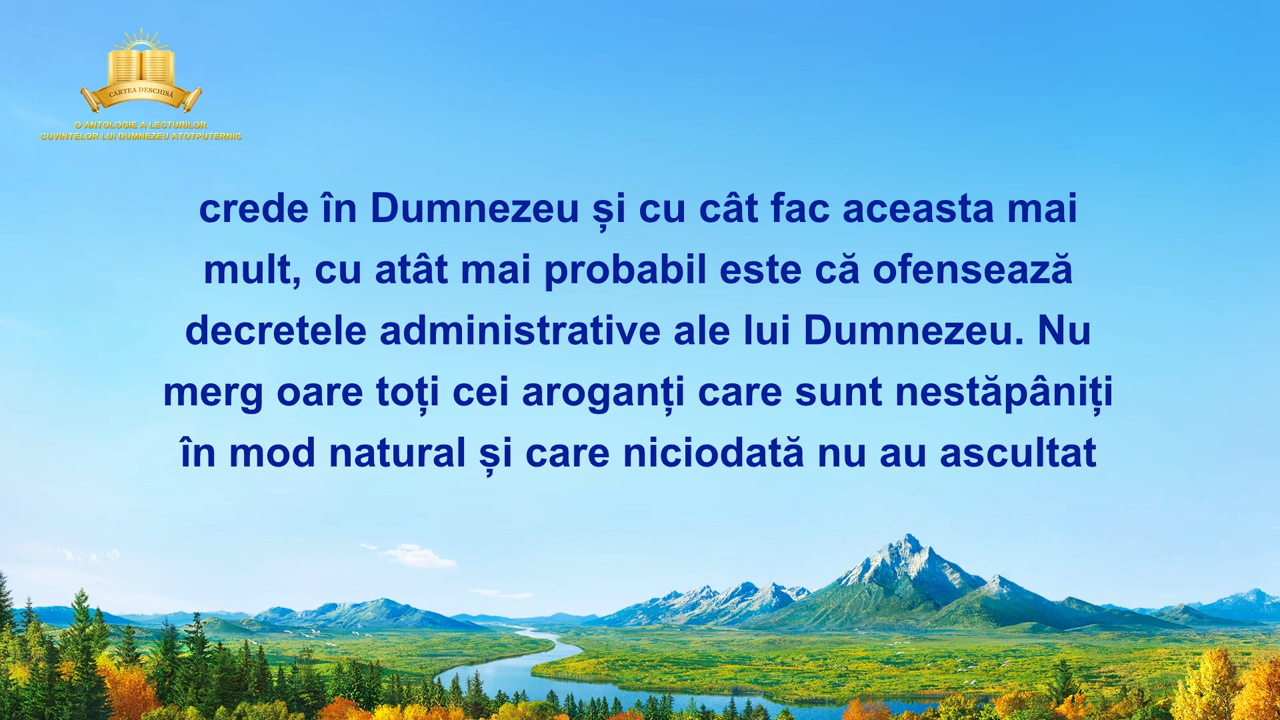 CARTEA DESCHISĂ
O ANTOLOGIE A LECTURILOR
CUVINTELOR LUI DUMNEZEU ATOTPUTERNIC
crede în Dumnezeu și cu cât fac aceasta mai
mult, cu atât mai probabil este că ofensează
decretele administrative ale lui Dumnezeu. Nu
merg oare toți cei aroganți care sunt nestăpâniți
în mod natural și care niciodată nu au ascultat